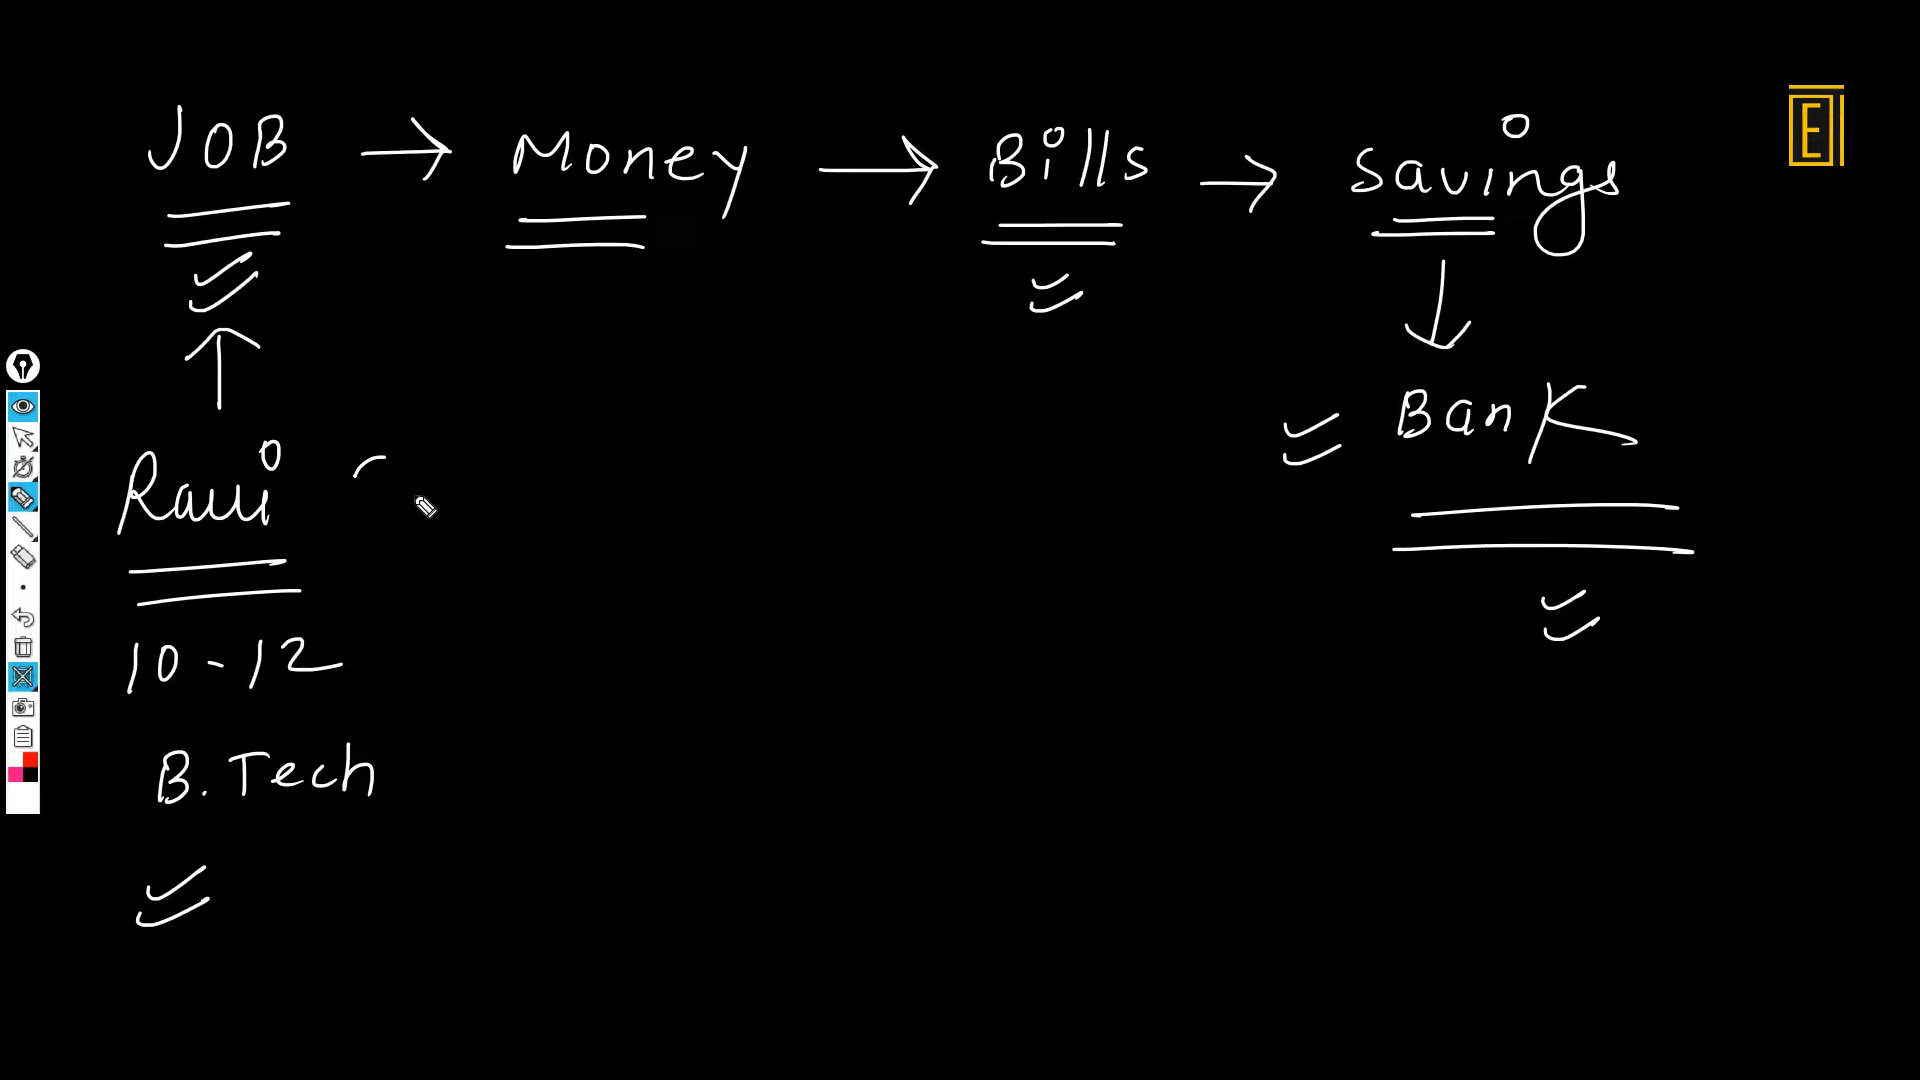 JOB → Money → Bills → Savings
Bank
Ravi
10-12
B.Tech
E